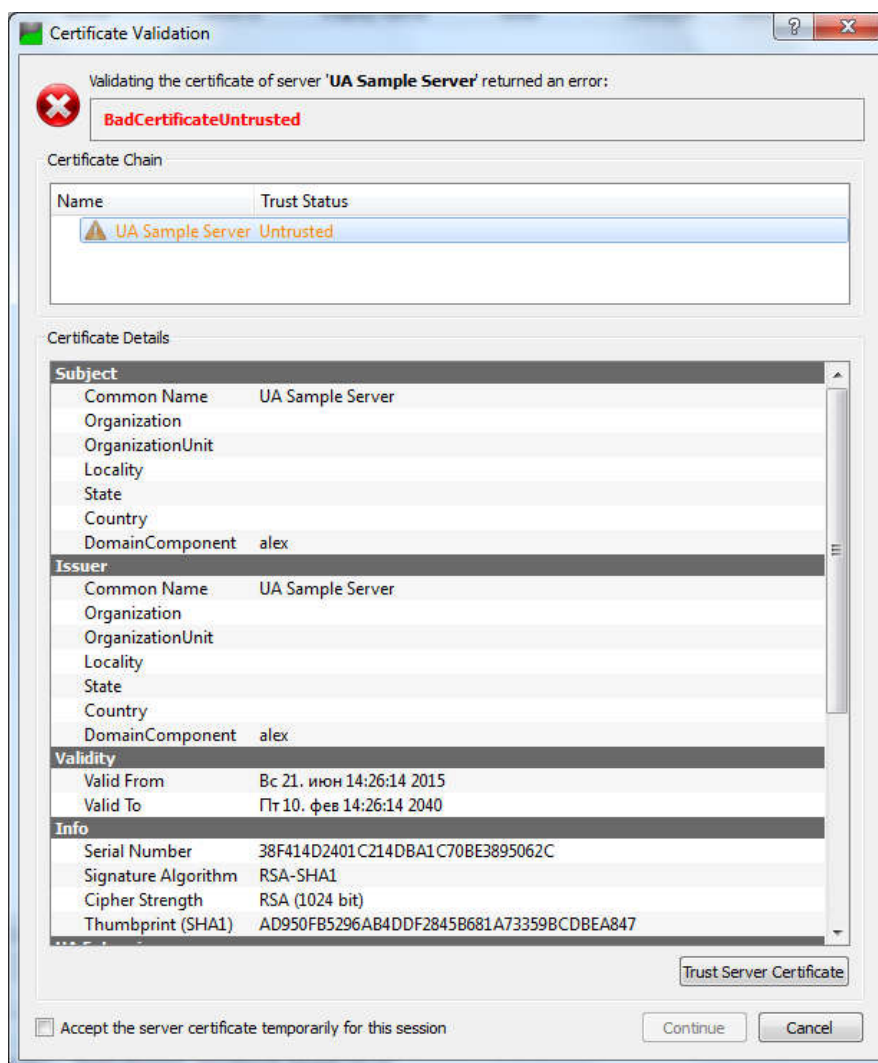 Certificate Validation
Validating the certificate of server 'UA Sample Server' returned an error:
BadCertificateUntrusted
Certificate Chain
Name Trust Status
UA Sample Server Untrusted
Certificate Details
Subject
Common Name UA Sample Server
Organization
OrganizationUnit
Locality
State
Country
DomainComponent alex
Issuer
Common Name UA Sample Server
Organization
OrganizationUnit
Locality
State
Country
DomainComponent alex
Validity
Valid From Вс 21. июн 14:26:14 2015
Valid To Пт 10. фев 14:26:14 2040
Info
Serial Number 38F414D2401C214DBA1C70BE3895062C
Signature Algorithm RSA-SHA1
Cipher Strength RSA (1024 bit)
Thumbprint (SHA1) AD950FB5296AB4DDF2845B681A73359BCDBEA847
Trust Server Certificate
Accept the server certificate temporarily for this session
Continue Cancel